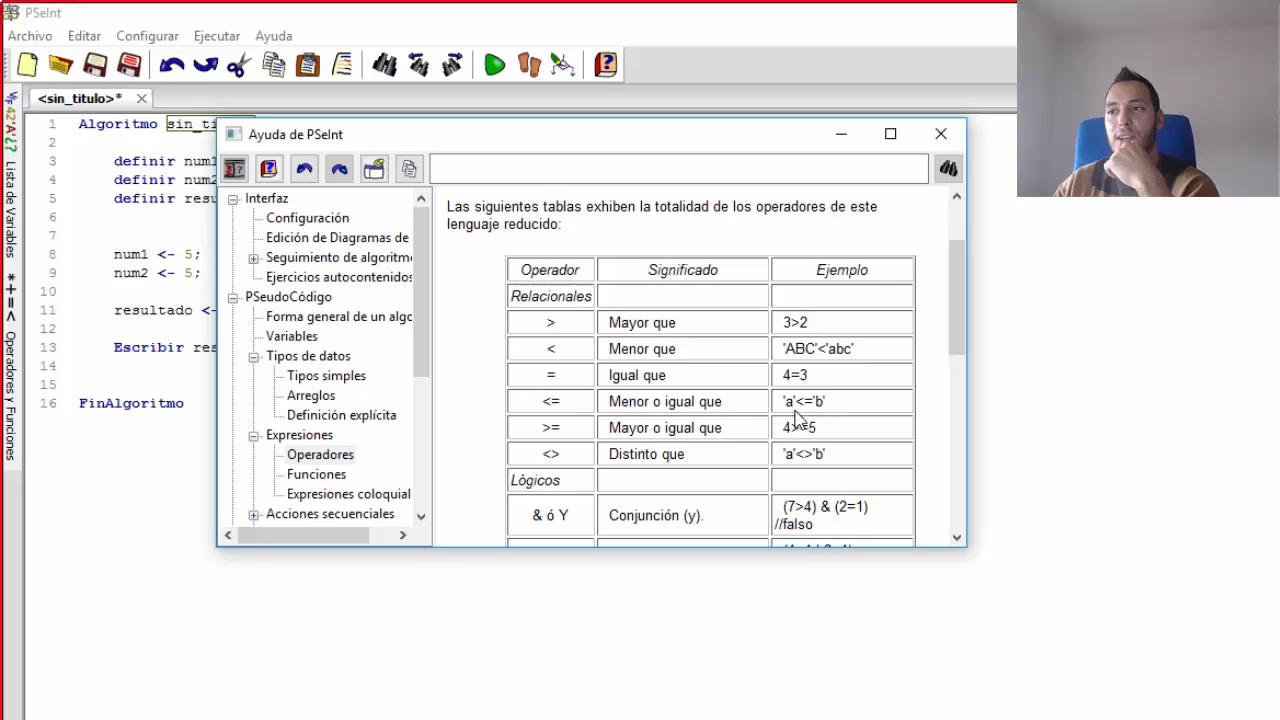 PSeInt
Archivo Editar Configurar Ejecutar Ayuda
<sin_titulo>*
Lista de Variables
Operadores y Funciones
1 Algoritmo
2
3 definir num1
4 definir num2
5 definir
6
7
8 num1 <- 5;
9 num2 <- 5;
10
11 resultado <-
12
13 Escribir
14
15
16 FinAlgoritmo
Ayuda de PSeInt
Interfaz
Configuración
Edición de Diagramas de
Seguimiento de
Ejercicios autocontenidos
PSeudoCódigo
Forma general de un
Variables
Tipos de datos
Tipos simples
Arreglos
Definición explícita
Expresiones
Operadores
Funciones
Expresiones
Acciones secuenciales
Las siguientes tablas exhiben la totalidad de los operadores de este
lenguaje reducido:
Operador Significado Ejemplo
Relacionales
> Mayor que 3>2
< Menor que 'ABC'<'abc'
= Igual que 4=3
<= Menor o igual que 'a'<='b'
>= Mayor o igual que 4>=5
<> Distinto que 'a'<>'b'
Lógicos
& ó Y Conjunción (y). (7>4) & (2=1)
//falso